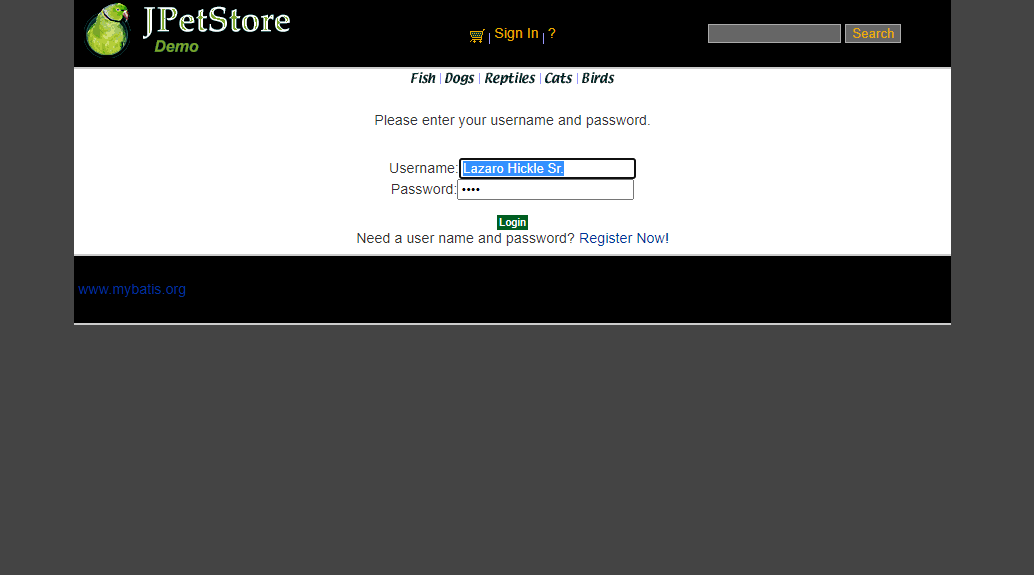 JPetStore
Demo
| Sign In | ?
Search
Fish | Dogs | Reptiles | Cats | Birds
Please enter your username and password.
Username: Lazaro Hickle Sr.
Password: ••••
Login
Need a user name and password? Register Now!
www.mybatis.org